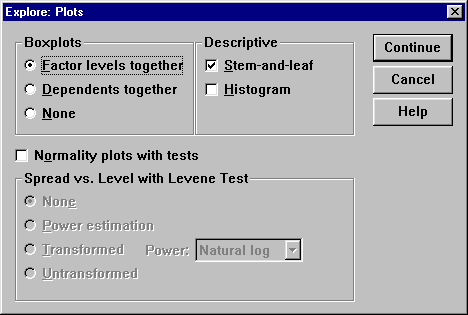 Explore: Plots
Boxplots
Factor levels together
Dependents together
None
Descriptive
Stem-and-leaf
Histogram
Continue
Cancel
Help
Normality plots with tests
Spread vs. Level with Levene Test
None
Power estimation
Transformed Power: Natural log
Untransformed